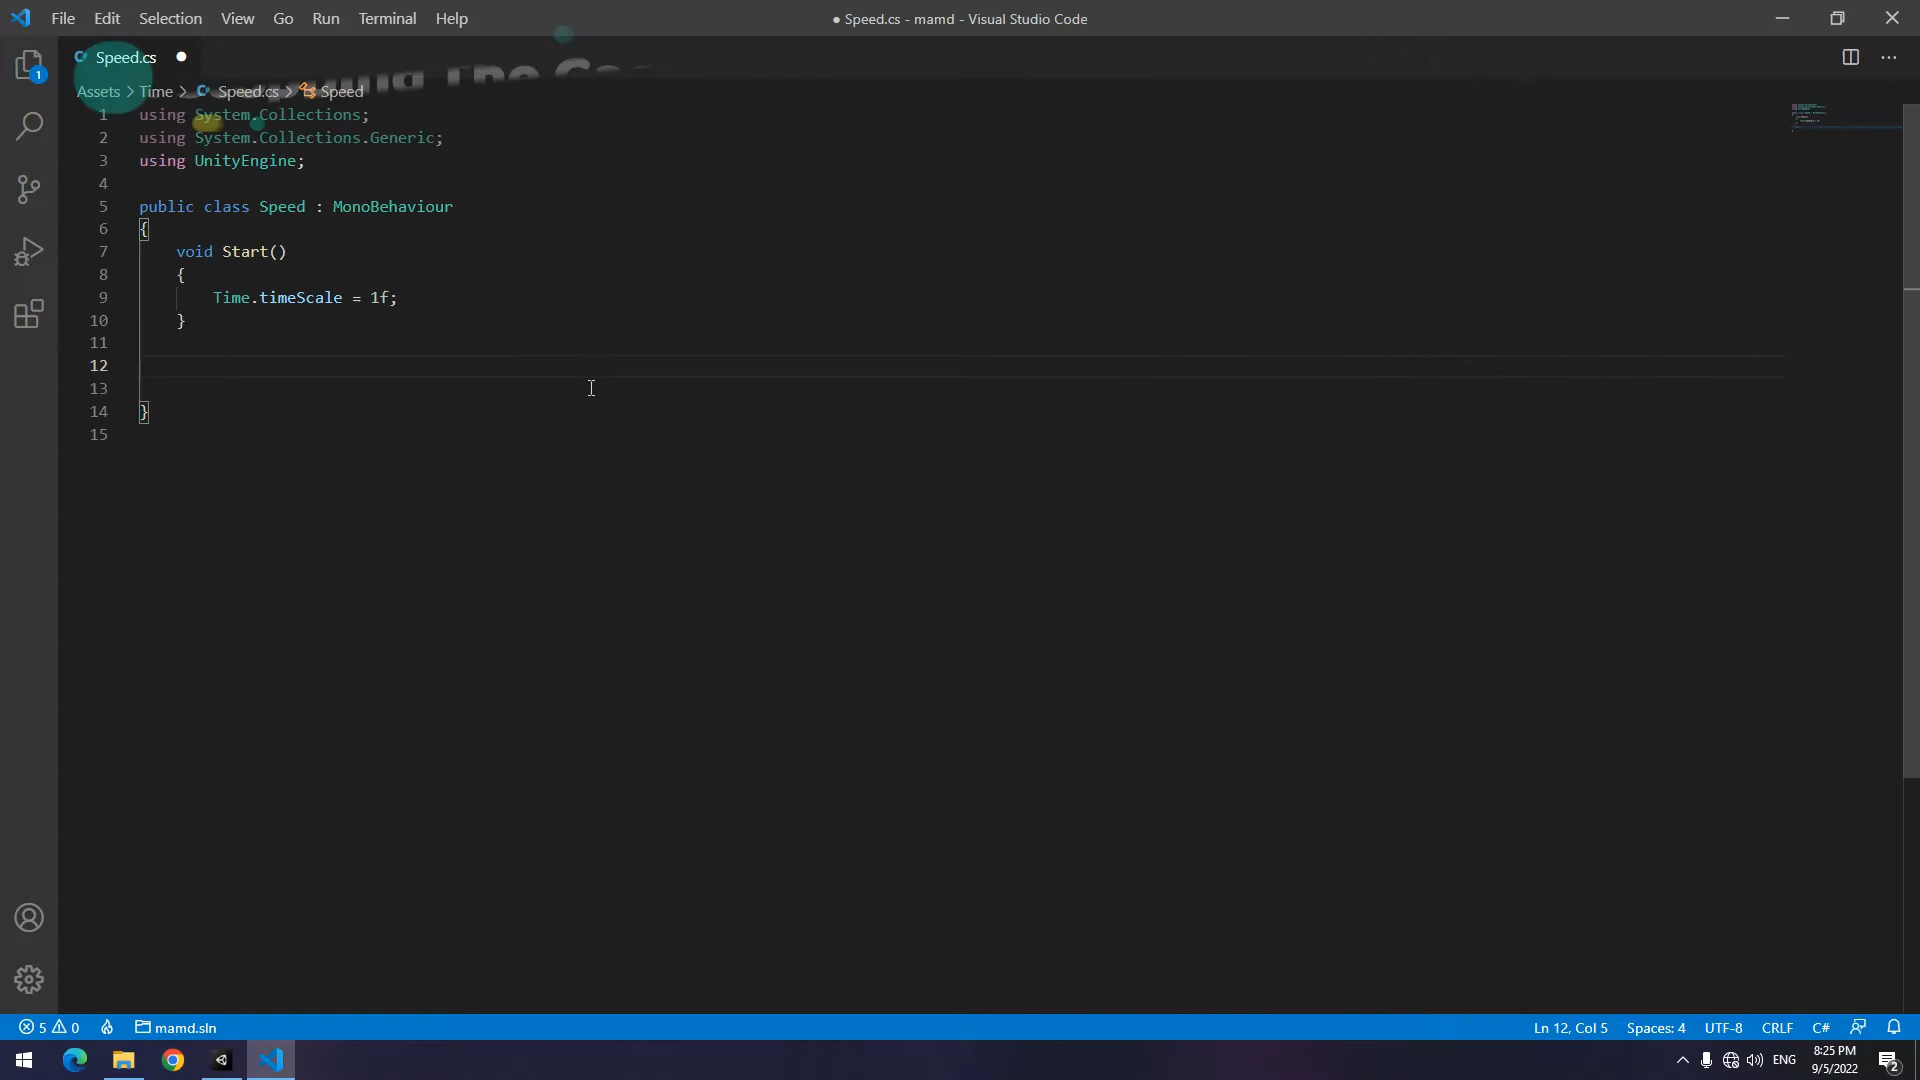 File Edit Selection View Go Run Terminal Help
● Speed.cs - mamd - Visual Studio Code
Speed.cs
The
Assets > Time > Speed.cs > Speed
1 using System.Collections;
2 using System.Collections.Generic;
3 using UnityEngine;
4
5 public class Speed : MonoBehaviour
6 {
7 void Start()
8 {
9 Time.timeScale = 1f;
10 }
11
12
13
14 }
15
1
5 0 mamd.sln
Ln 12, Col 5 Spaces: 4 UTF-8 CRLF C#
ENG 8:25 PM
9/5/2022
2